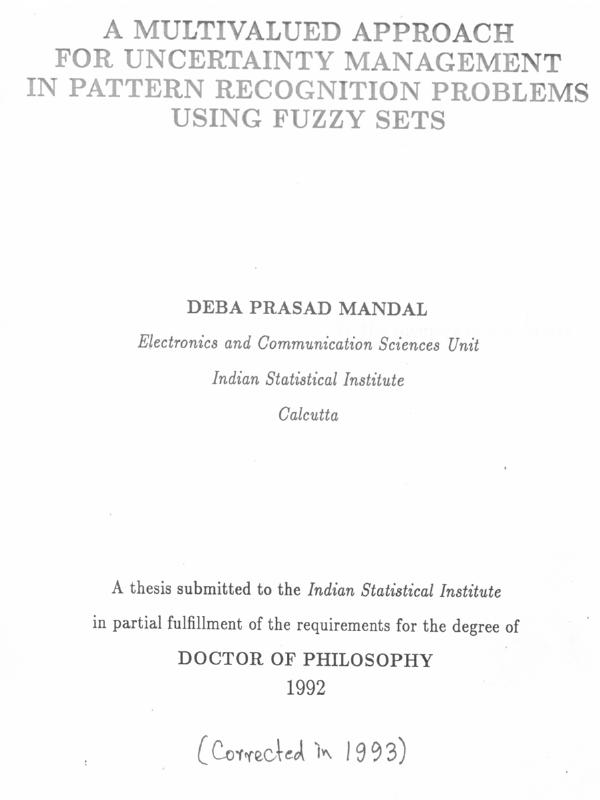 A MULTIVALUED APPROACH
FOR UNCERTAINTY MANAGEMENT
IN PATTERN RECOGNITION PROBLEMS
USING FUZZY SETS
DEBA PRASAD MANDAL
Electronics and Communication Sciences Unit
Indian Statistical Institute
Calcutta
A thesis submitted to the Indian Statistical Institute
in partial fulfillment of the requirements for the degree of
DOCTOR OF PHILOSOPHY
1992
(Corrected in 1993)